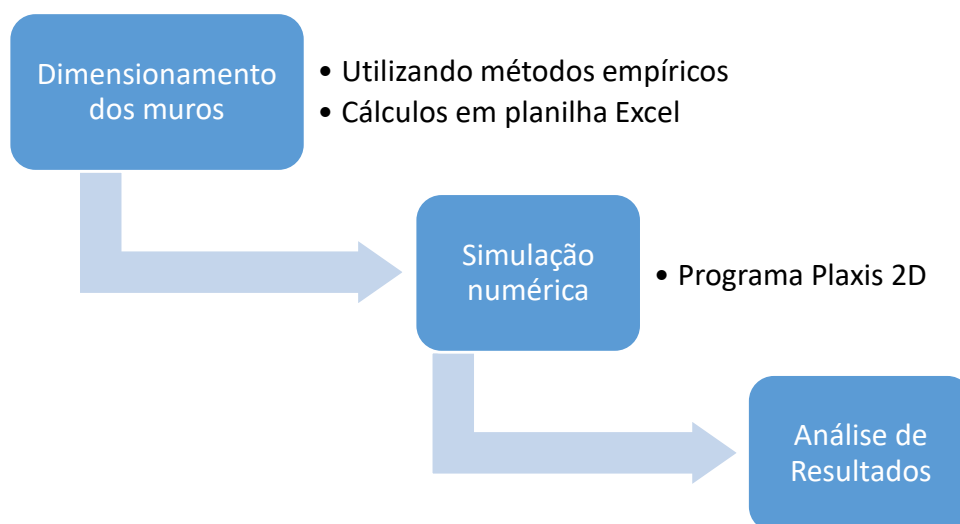 Dimensionamento
dos muros
• Utilizando métodos empíricos
• Cálculos em planilha Excel
Simulação
numérica
• Programa Plaxis 2D
Análise de
Resultados